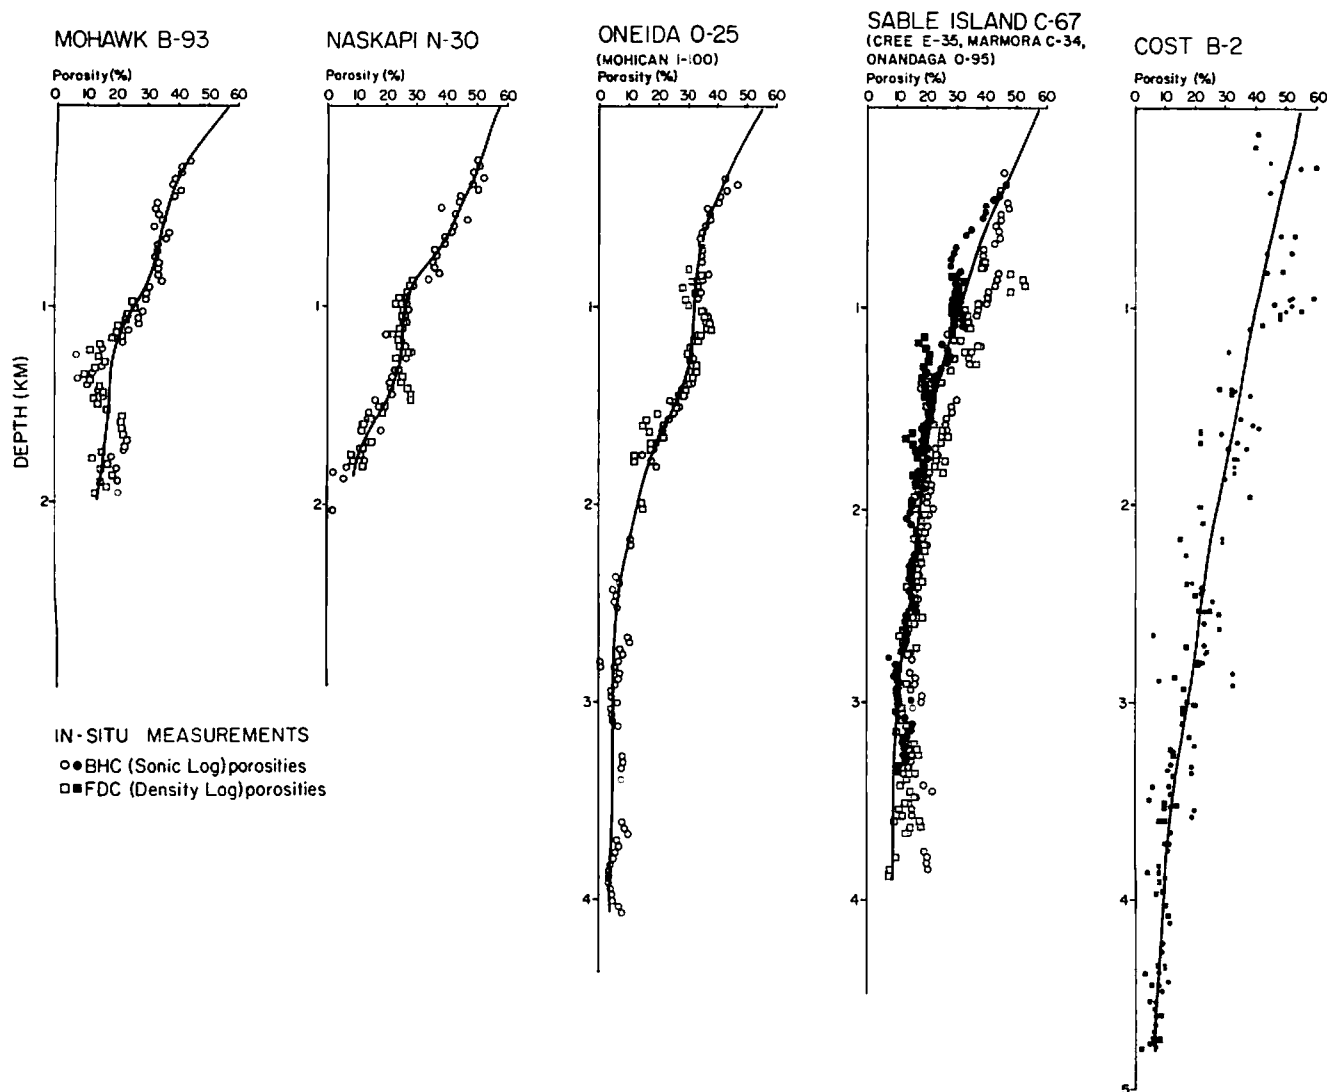 MOHAWK B-93
Porosity (%)
0 10 20 30 40 50 60
NASKAPI N-30
Porosity (%)
0 10 20 30 40 50 60
ONEIDA O-25
(MOHICAN I-100)
Porosity (%)
0 10 20 30 40 50 60
SABLE ISLAND C-67
(CREE E-35, MARMORA C-34,
ONANDAGA O-95)
Porosity (%)
0 10 20 30 40 50 60
COST B-2
Porosity (%)
0 10 20 30 40 50 60
DEPTH (KM)
1
2
1
2
1
2
3
4
1
2
3
4
1
2
3
4
5
IN-SITU MEASUREMENTS
BHC (Sonic Log) porosities
FDC (Density Log) porosities